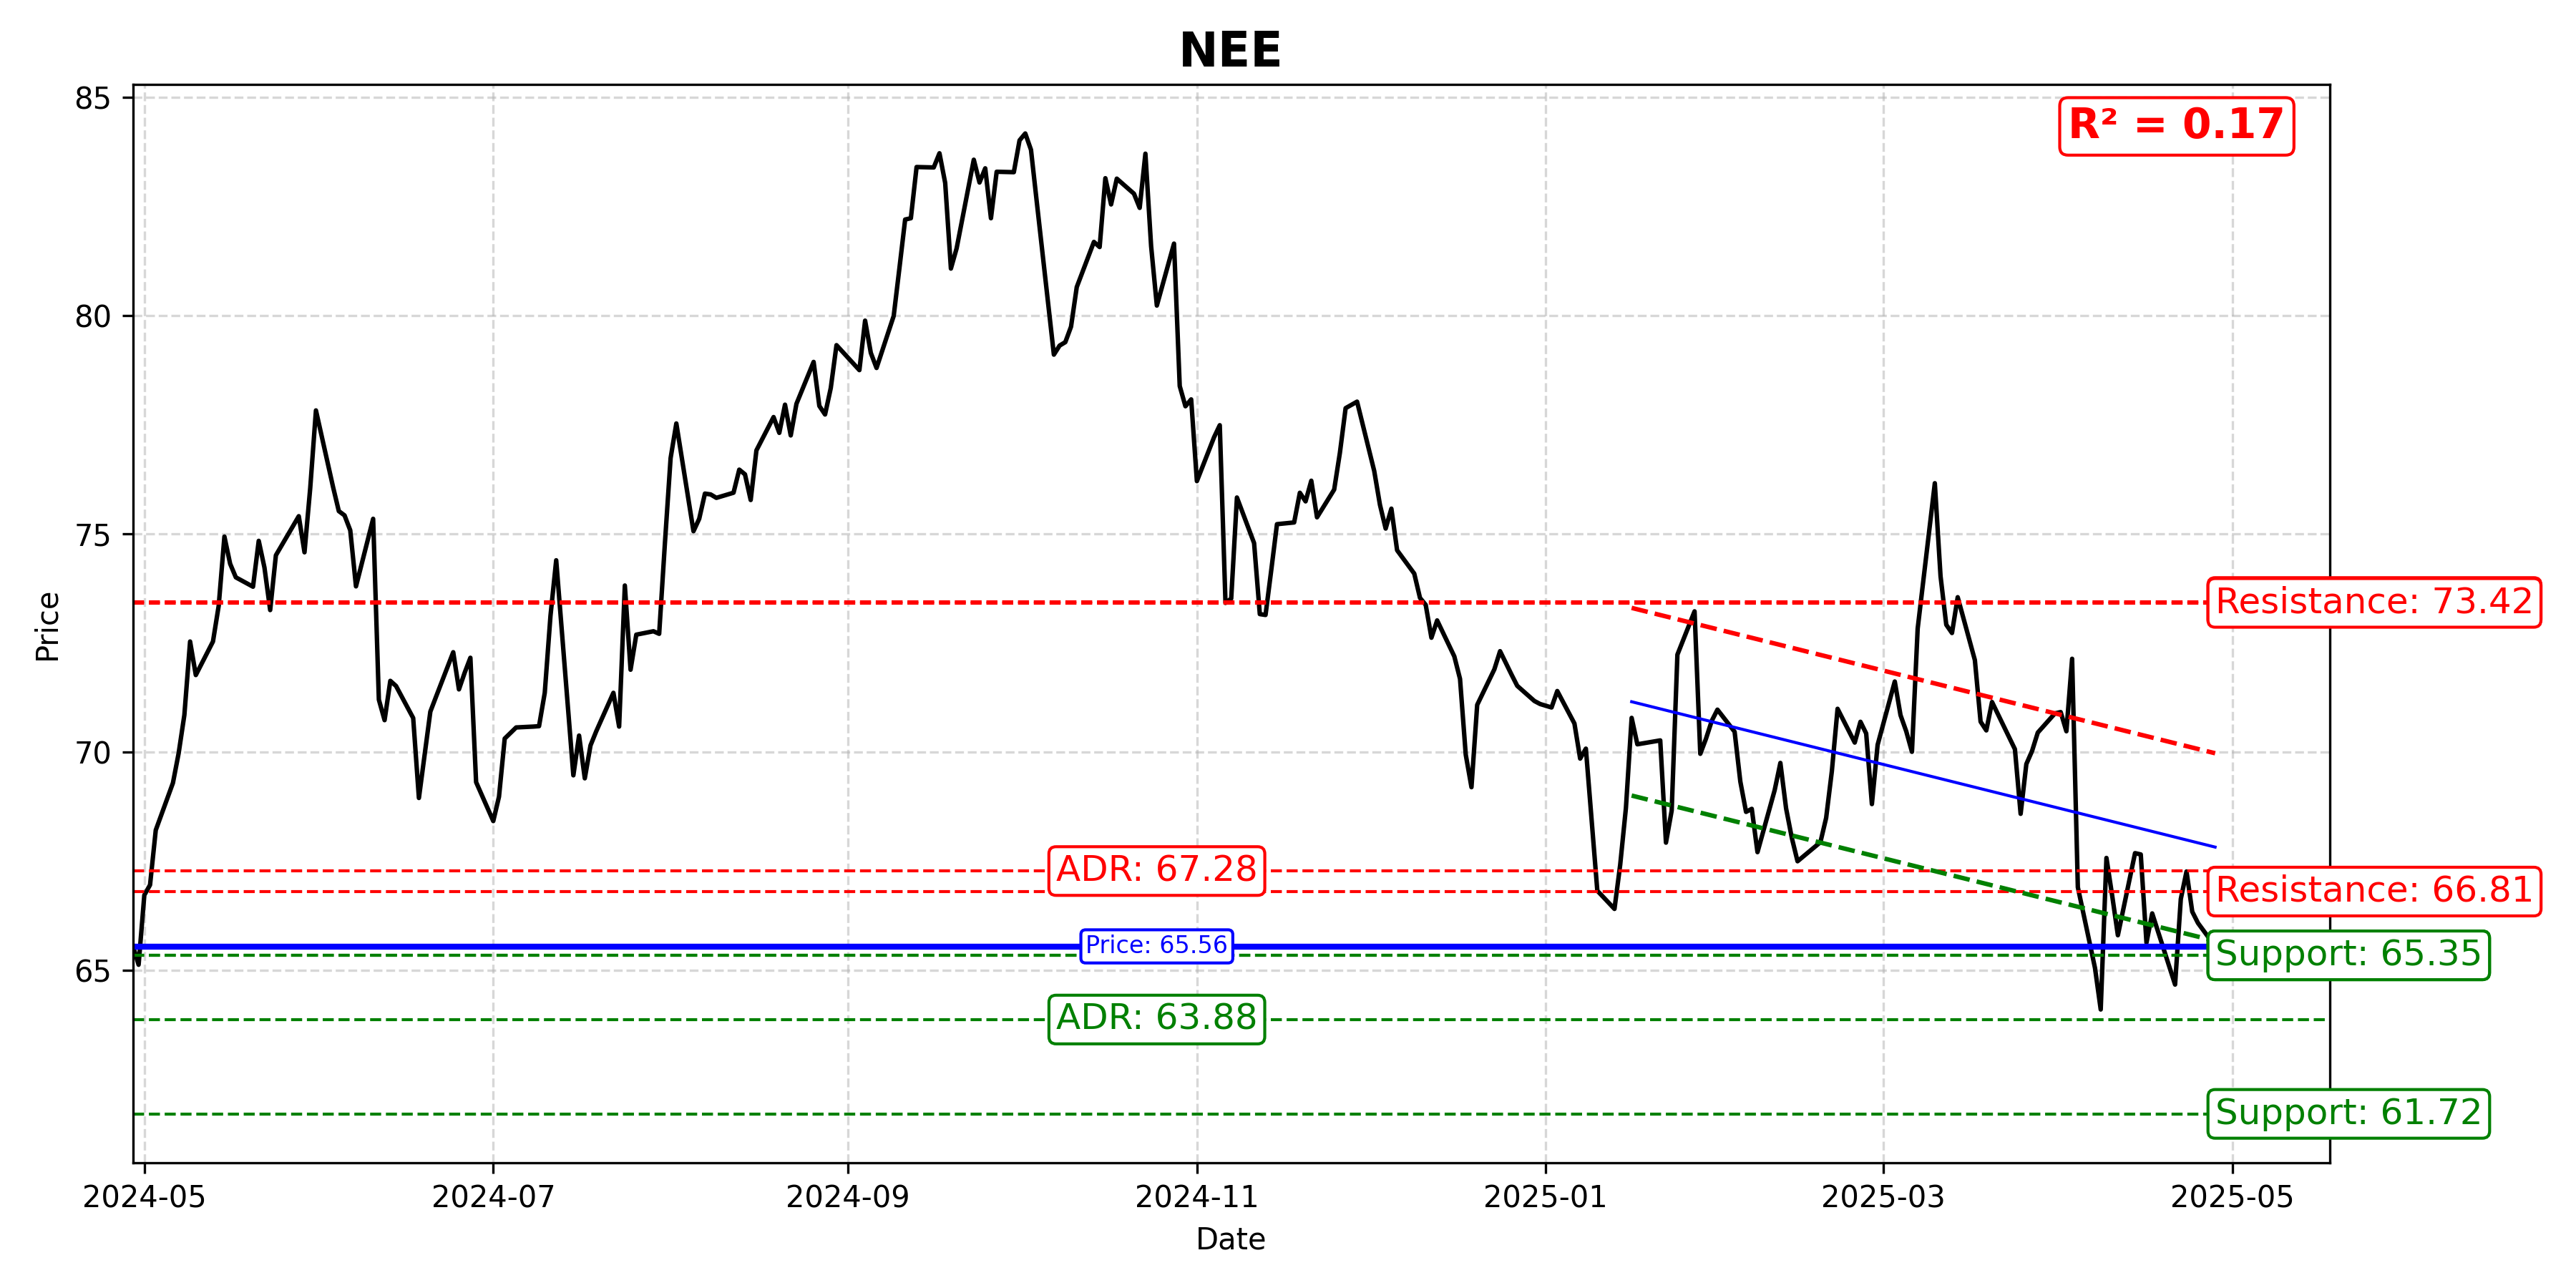 NEE
R² = 0.17
85
80
75
70
65
Price
Resistance: 73.42
ADR: 67.28
Resistance: 66.81
Price: 65.56
Support: 65.35
ADR: 63.88
Support: 61.72
2024-05
2024-07
2024-09
2024-11
2025-01
2025-03
2025-05
Date